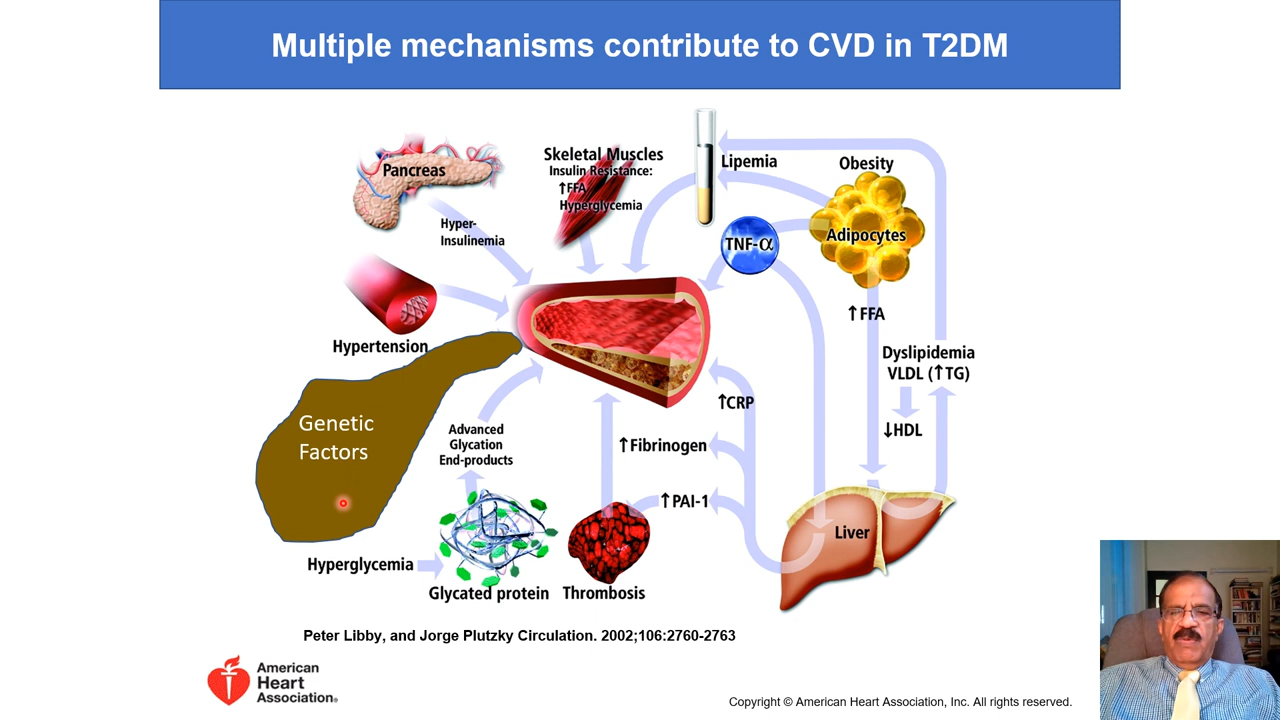 Multiple mechanisms contribute to CVD in T2DM
Pancreas
Hyper-
Insulinemia
Skeletal Muscles
Insulin Resistance:
↑FFA
Hyperglycemia
Lipemia
Obesity
Adipocytes
TNF-α
Hypertension
↑FFA
Dyslipidemia
VLDL (↑TG)
↓HDL
↑CRP
↑Fibrinogen
↑PAI-1
Genetic
Factors
Advanced
Glycation
End-products
Liver
Hyperglycemia
Glycated protein
Thrombosis
Peter Libby, and Jorge Plutzky Circulation. 2002;106:2760-2763
American
Heart
Association®
Copyright © American Heart Association, Inc. All rights reserved.